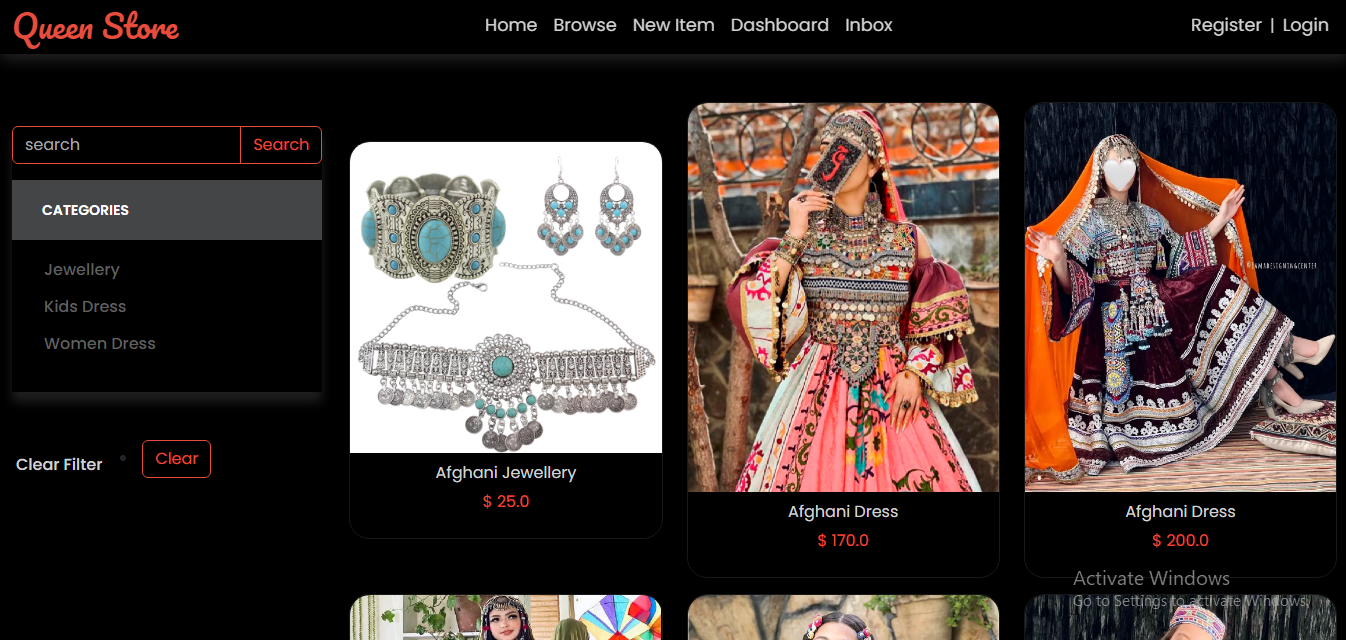 Queen Store
Home Browse New Item Dashboard Inbox
Register | Login
search Search
CATEGORIES
Jewellery
Kids Dress
Women Dress
Clear Filter Clear
Afghani Jewellery
$ 25.0
Afghani Dress
$ 170.0
Afghani Dress
$ 200.0
Activate Windows
Go to Settings to activate Windows.